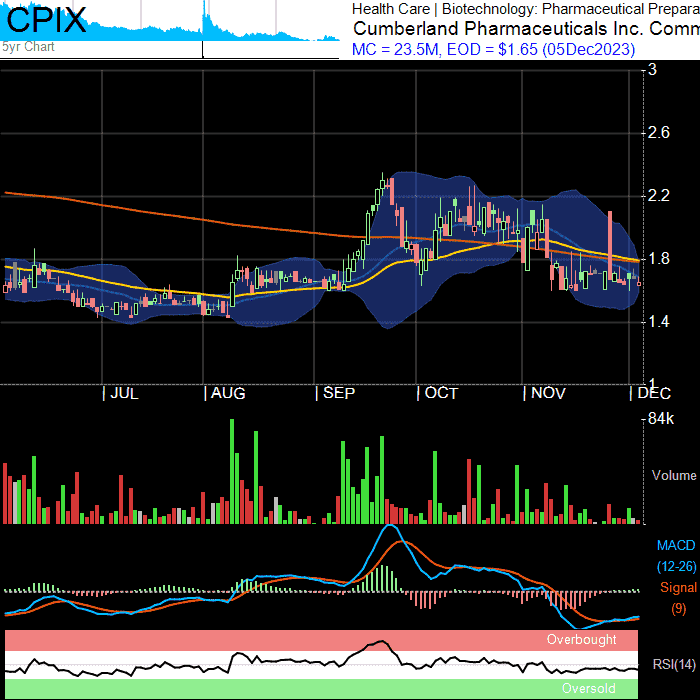 CPIX
5yr Chart
Health Care | Biotechnology: Pharmaceutical Prepara
Cumberland Pharmaceuticals Inc. Comm
MC = 23.5M, EOD = $1.65 (05Dec2023)
3
2.6
2.2
1.8
1.4
1
| JUL | AUG | SEP | OCT | NOV | DEC
84k
Volume
MACD
(12-26)
Signal
(9)
Overbought
RSI(14)
Oversold